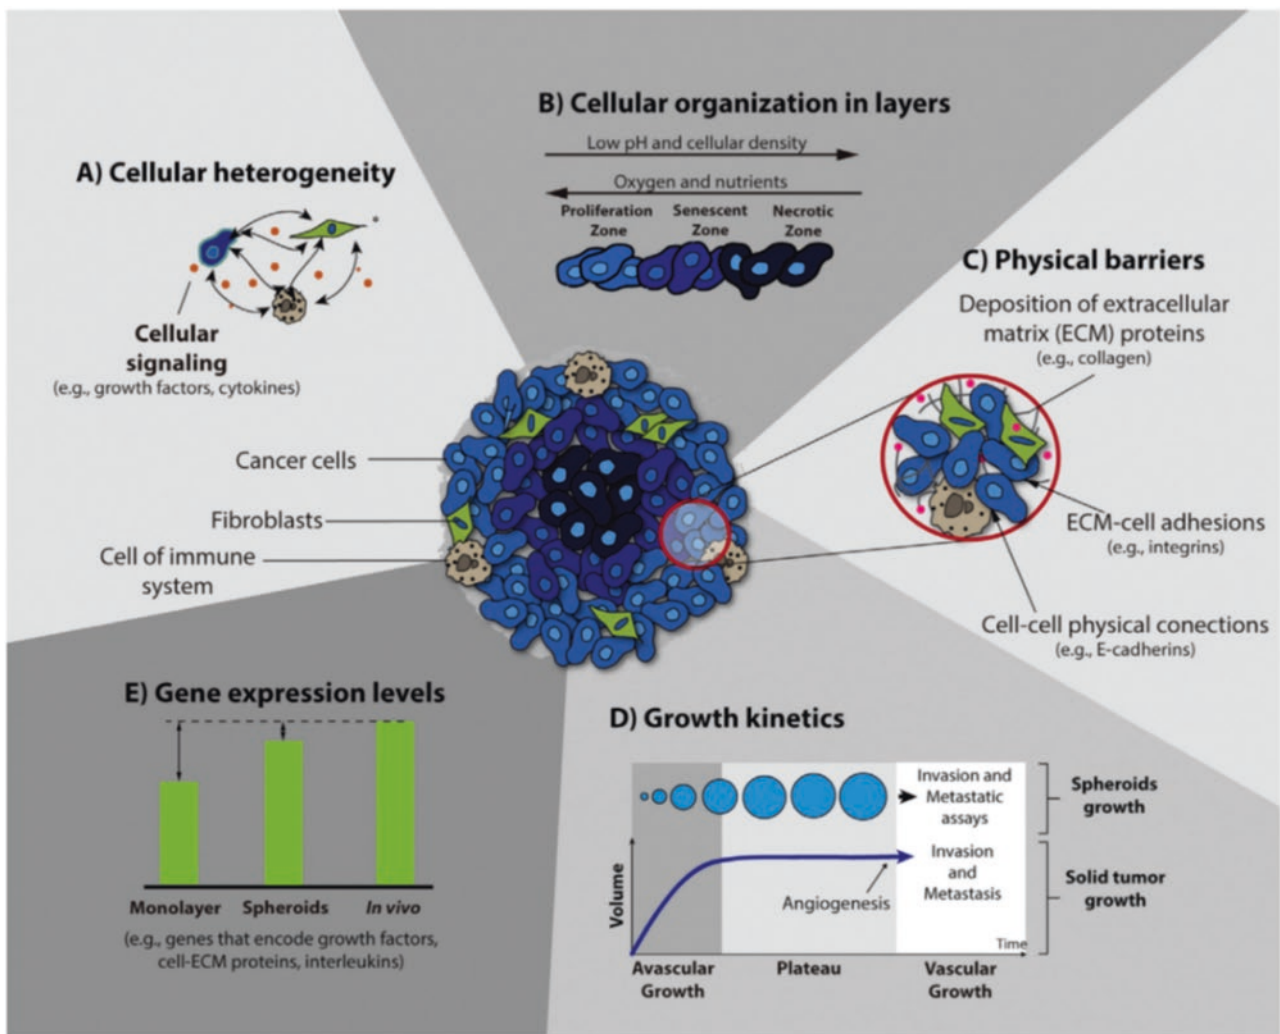 A) Cellular heterogeneity
Cellular
signaling
(e.g., growth factors, cytokines)
Cancer cells
Fibroblasts
Cell of immune
system
B) Cellular organization in layers
Low pH and cellular density
Oxygen and nutrients
Proliferation Zone
Senescent Zone
Necrotic Zone
C) Physical barriers
Deposition of extracellular
matrix (ECM) proteins
(e.g., collagen)
ECM-cell adhesions
(e.g., integrins)
Cell-cell physical conections
(e.g., E-cadherins)
E) Gene expression levels
Monolayer Spheroids In vivo
(e.g., genes that encode growth factors,
cell-ECM proteins, interleukins)
D) Growth kinetics
Invasion and
Metastatic
assays
Spheroids
growth
Volume
Invasion
and
Metastasis
Angiogenesis
Solid tumor
growth
Time
Avascular
Growth
Plateau
Vascular
Growth